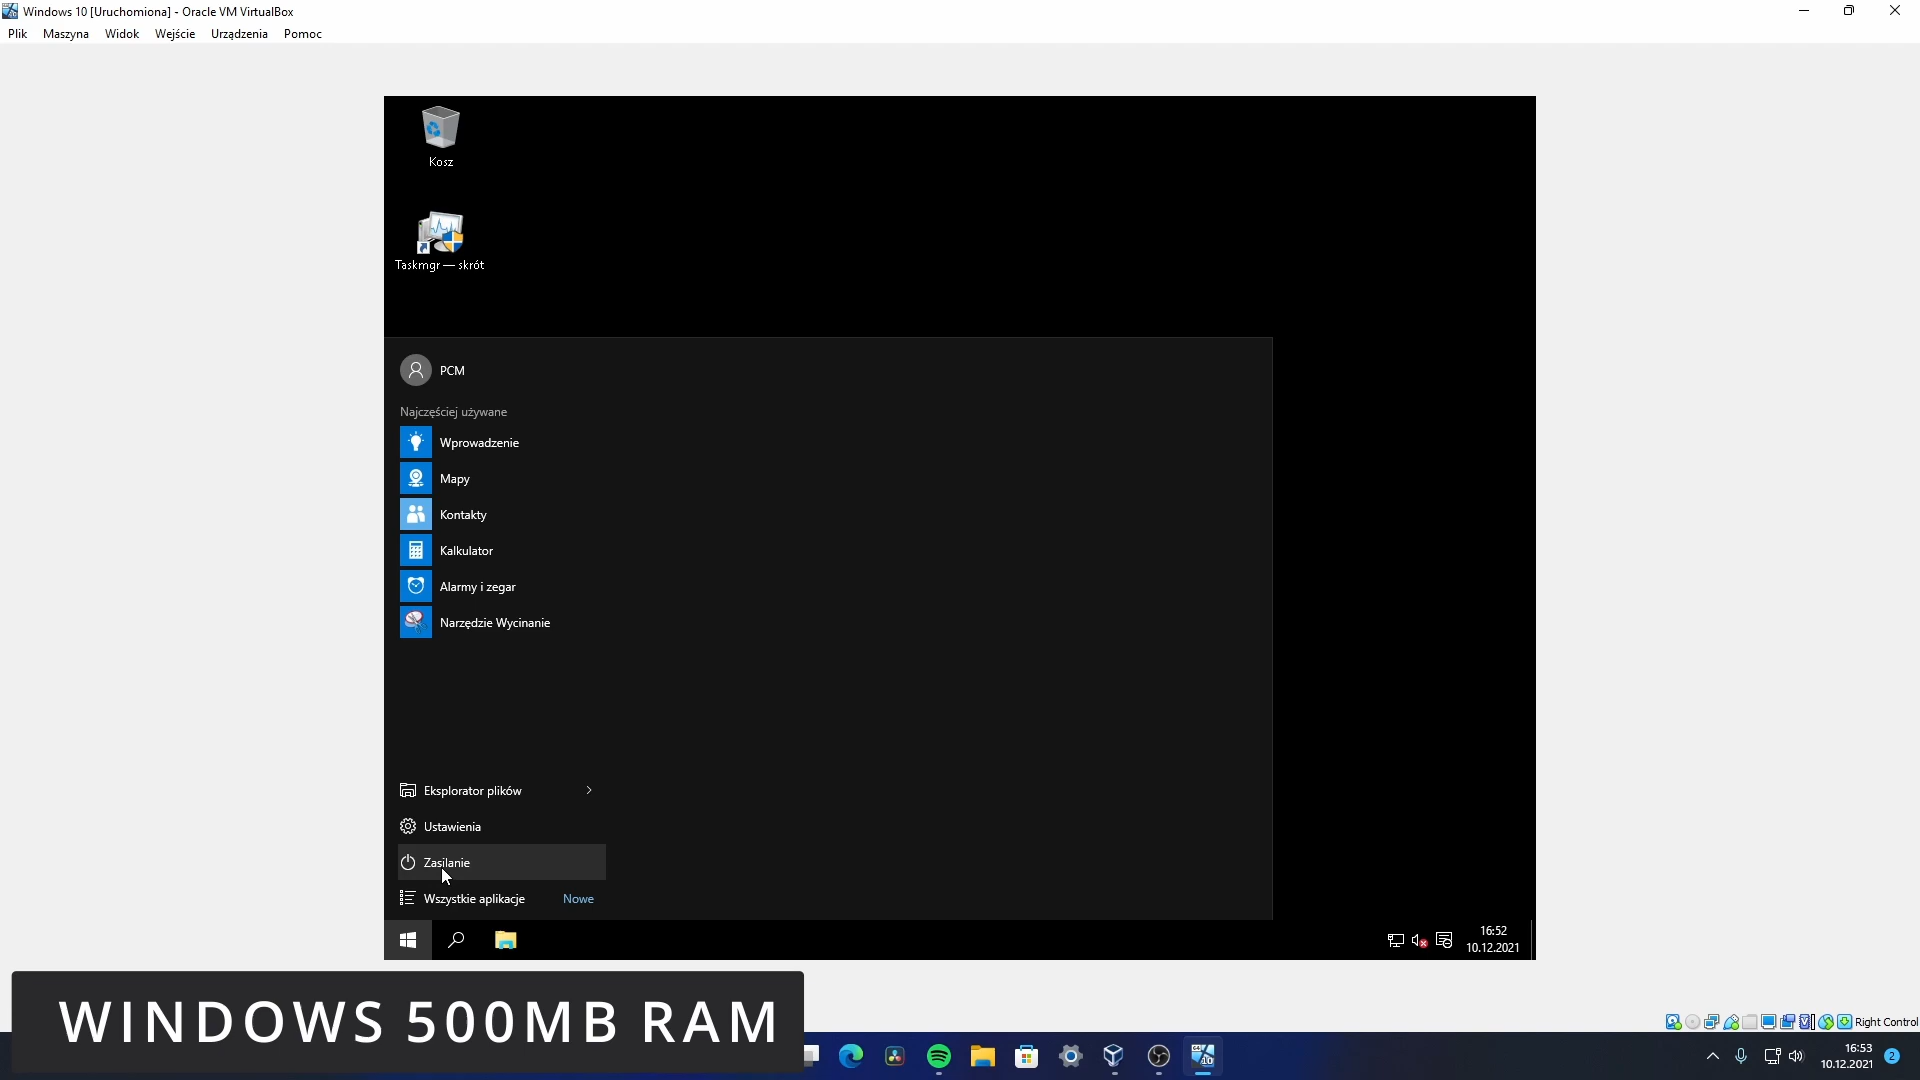 Windows 10 [Uruchomiona] - Oracle VM VirtualBox
Plik Maszyna Widok Wejście Urządzenia Pomoc
Kosz
Taskmgr — skrót
PCM
Najczęściej używane
Wprowadzenie
Mapy
Kontakty
Kalkulator
Alarmy i zegar
Narzędzie Wycinanie
Eksplorator plików
Ustawienia
Zasilanie
Wszystkie aplikacje Nowe
16:52
10.12.2021
WINDOWS 500MB RAM
Right Control
16:53
10.12.2021
2